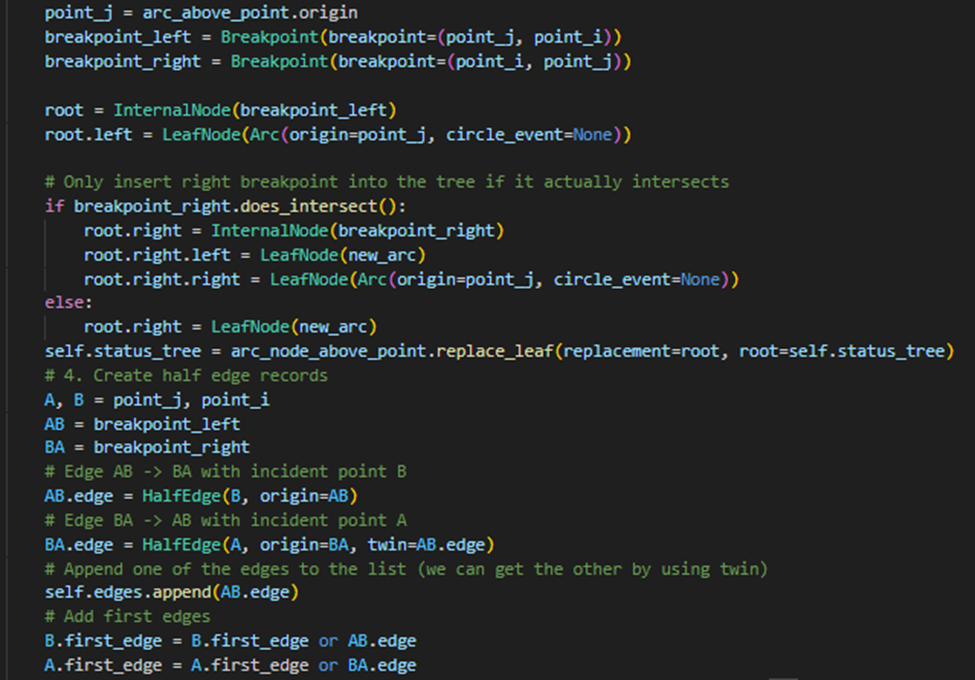 point_j = arc_above_point.origin
breakpoint_left = Breakpoint(breakpoint=(point_j, point_i))
breakpoint_right = Breakpoint(breakpoint=(point_i, point_j))

root = InternalNode(breakpoint_left)
root.left = LeafNode(Arc(origin=point_j, circle_event=None))

# Only insert right breakpoint into the tree if it actually intersects
if breakpoint_right.does_intersect():
    root.right = InternalNode(breakpoint_right)
    root.right.left = LeafNode(new_arc)
    root.right.right = LeafNode(Arc(origin=point_j, circle_event=None))
else:
    root.right = LeafNode(new_arc)
self.status_tree = arc_node_above_point.replace_leaf(replacement=root, root=self.status_tree)
# 4. Create half edge records
A, B = point_j, point_i
AB = breakpoint_left
BA = breakpoint_right
# Edge AB -> BA with incident point B
AB.edge = HalfEdge(B, origin=AB)
# Edge BA -> AB with incident point A
BA.edge = HalfEdge(A, origin=BA, twin=AB.edge)
# Append one of the edges to the list (we can get the other by using twin)
self.edges.append(AB.edge)
# Add first edges
B.first_edge = B.first_edge or AB.edge
A.first_edge = A.first_edge or BA.edge